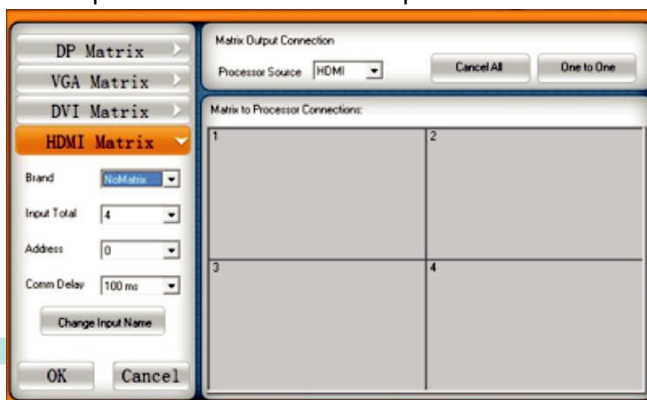 DP Matrix
VGA Matrix
DVI Matrix
HDMI Matrix
Brand NoMatrix
Input Total 4
Address 0
Comm Delay 100 ms
Change Input Name
OK Cancel
Matrix Output Connection
Processor Source HDMI Cancel All One to One
Matrix to Processor Connections:
1 2
3 4